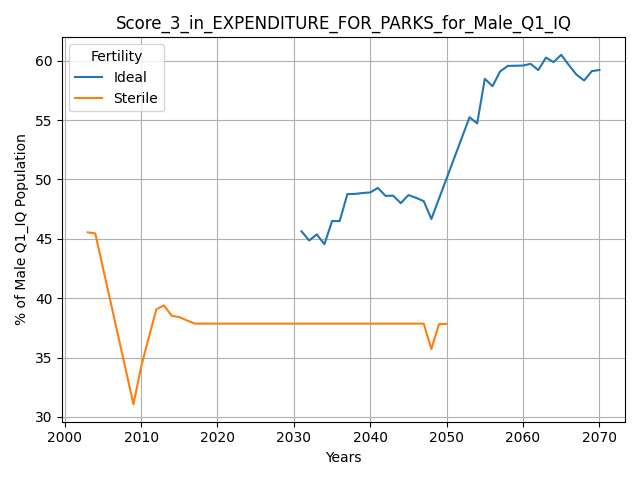 Score_3_in_EXPENDITURE_FOR_PARKS_for_Male_Q1_IQ
Fertility
Ideal
Sterile
% of Male Q1_IQ Population
60
55
50
45
40
35
30
2000 2010 2020 2030 2040 2050 2060 2070
Years